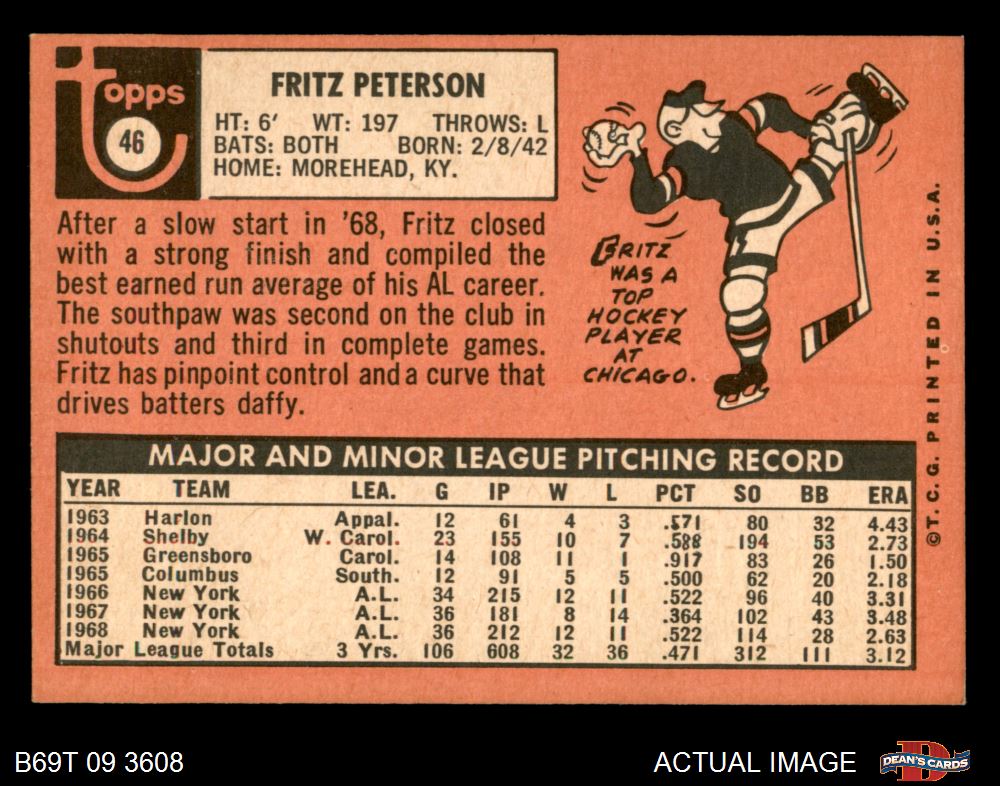 topps
46
FRITZ PETERSON
HT: 6' WT: 197 THROWS: L
BATS: BOTH BORN: 2/8/42
HOME: MOREHEAD, KY.
After a slow start in '68, Fritz closed
with a strong finish and compiled the
best earned run average of his AL career.
The southpaw was second on the club in
shutouts and third in complete games.
Fritz has pinpoint control and a curve that
drives batters daffy.
FRITZ
WAS A
TOP
HOCKEY
PLAYER
AT
CHICAGO.
©T. C. G. PRINTED IN U.S.A.
MAJOR AND MINOR LEAGUE PITCHING RECORD
YEAR TEAM LEA. G IP W L PCT SO BB ERA
1963 Harlon Appal. 12 61 4 3 .571 80 32 4.43
1964 Shelby W. Carol. 23 155 10 7 .588 194 53 2.73
1965 Greensboro Carol. 14 108 11 1 .917 83 26 1.50
1965 Columbus South. 12 91 5 5 .500 62 20 2.18
1966 New York A.L. 34 215 12 11 .522 96 40 3.31
1967 New York A.L. 36 181 8 14 .364 102 43 3.48
1968 New York A.L. 36 212 12 11 .522 114 28 2.63
Major League Totals 3 Yrs. 106 608 32 36 .471 312 111 3.12
B69T 09 3608
ACTUAL IMAGE
DEAN'S CARDS